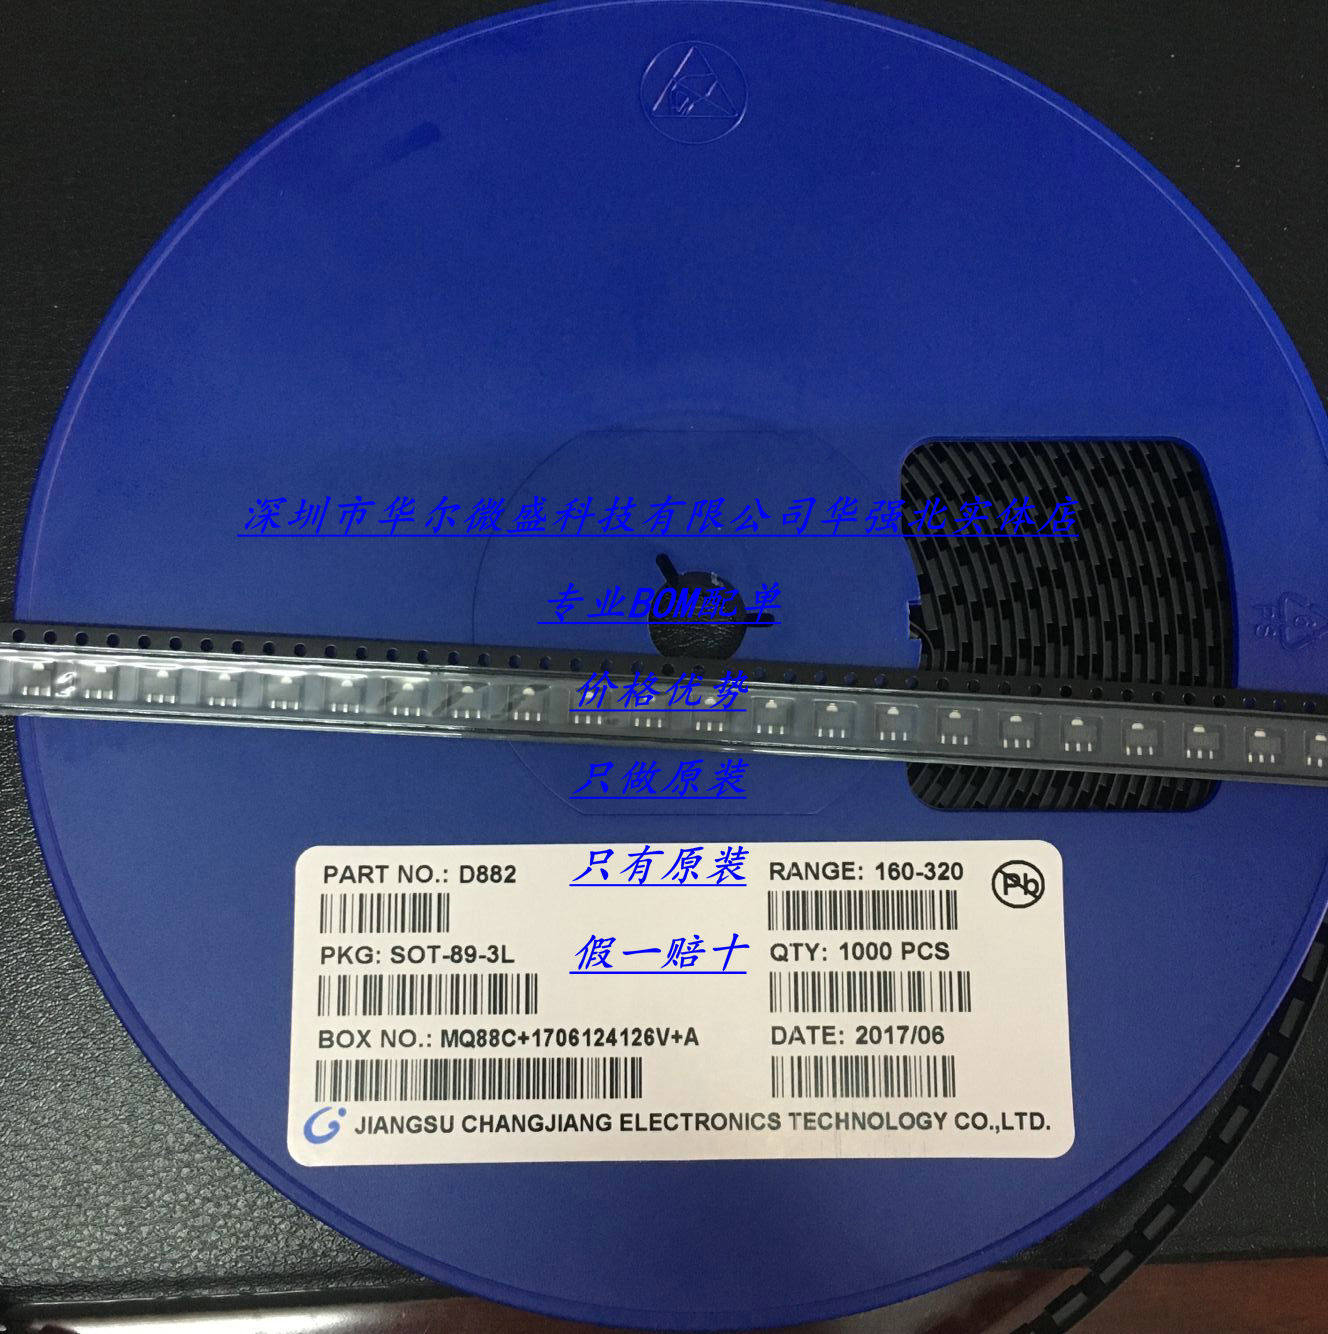 深圳市华尔微盛科技有限公司华强北实体店
专业BOM配单
价格优势
只做原装
只有原装
假一赔十
PART NO.: D882
RANGE: 160-320
Pb
PKG: SOT-89-3L
QTY: 1000 PCS
BOX NO.: MQ88C+1706124126V+A
DATE: 2017/06
JIANGSU CHANGJIANG ELECTRONICS TECHNOLOGY CO.,LTD.